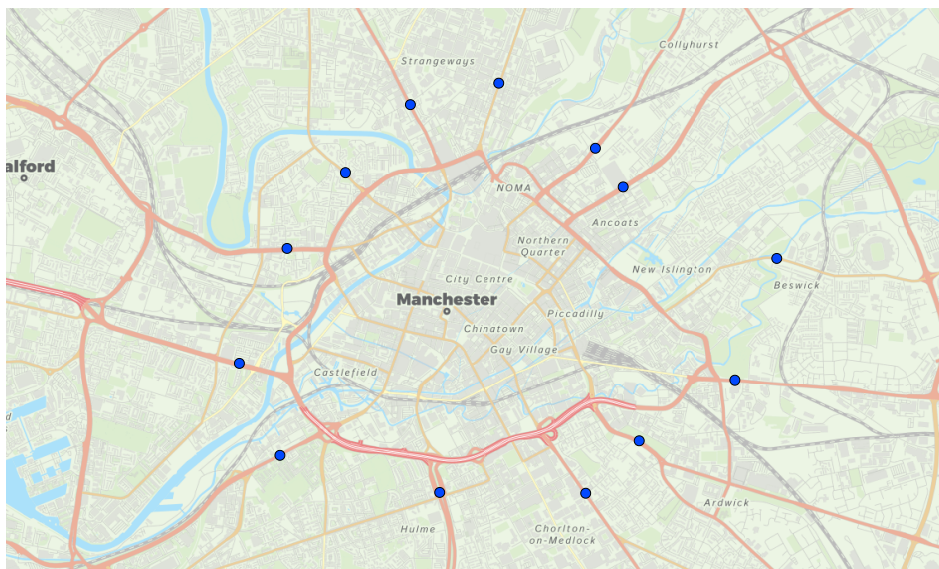 Collyhurst
Strangeways
alford
NOMA
Ancoats
Northern
Quarter
New Islington
City Centre
Beswick
Manchester
Piccadilly
Chinatown
Gay Village
Castlefield
d
Ardwick
Hulme
Chorlton-
on-Medlock